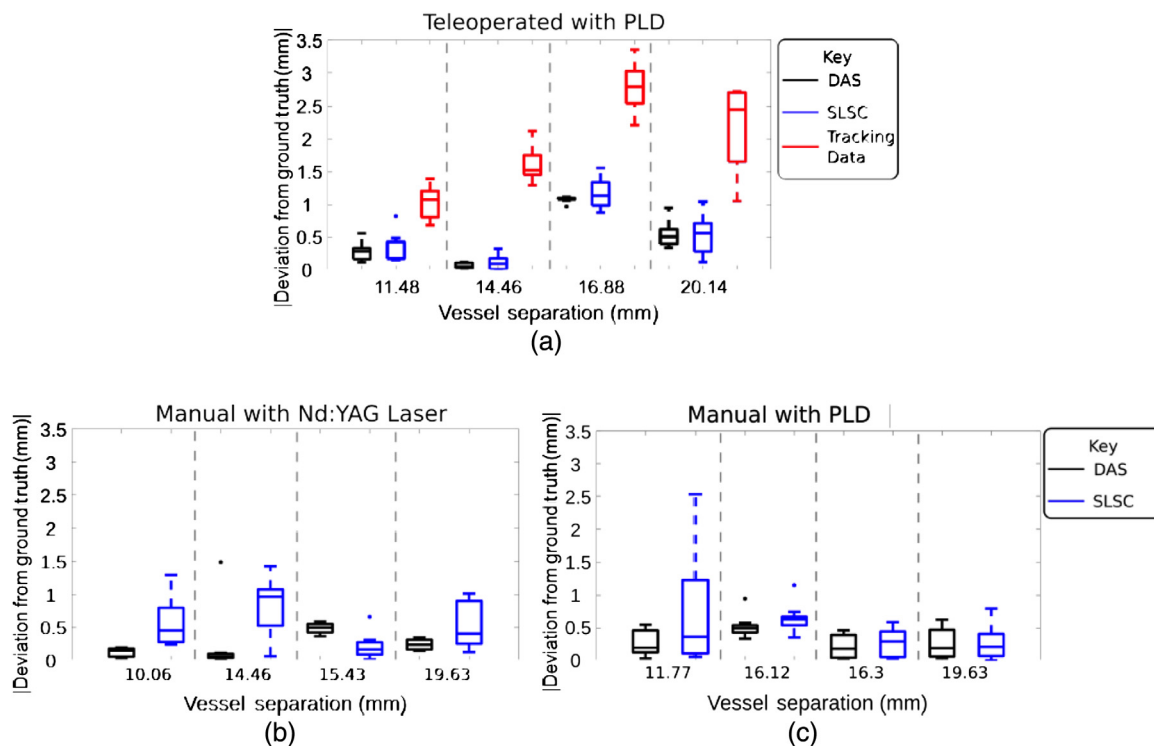 Teleoperated with PLD
|Deviation from ground truth(mm)|
3.5
3
2.5
2
1.5
1
0.5
0
11.48 14.46 16.88 20.14
Vessel separation (mm)
(a)
Key
DAS
SLSC
Tracking
Data
Manual with Nd:YAG Laser
|Deviation from ground truth(mm)|
3.5
3
2.5
2
1.5
1
0.5
0
10.06 14.46 15.43 19.63
Vessel separation (mm)
(b)
Manual with PLD
|Deviation from ground truth(mm)|
3.5
3
2.5
2
1.5
1
0.5
0
11.77 16.12 16.3 19.63
Vessel separation (mm)
(c)
Key
DAS
SLSC